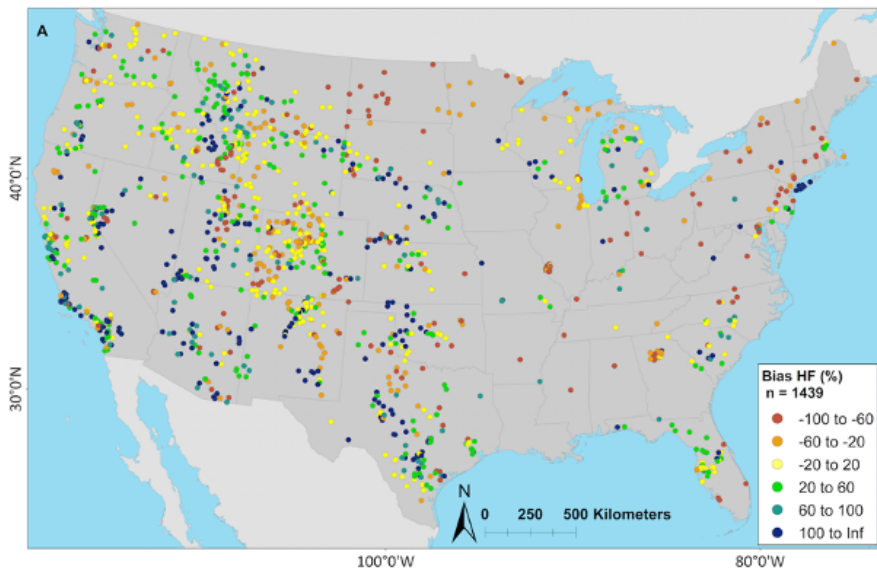 A
40°0'N
30°0'N
Bias HF (%)
n = 1439
-100 to -60
-60 to -20
-20 to 20
20 to 60
60 to 100
100 to Inf
N
0 250 500 Kilometers
100°0'W 80°0'W